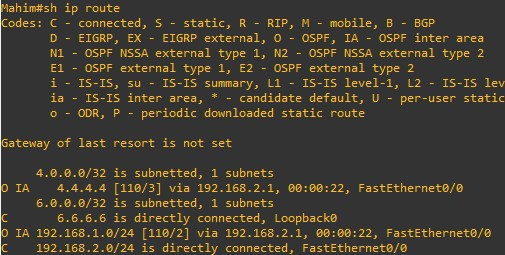 Mahim#sh ip route
Codes: C - connected, S - static, R - RIP, M - mobile, B - BGP
       D - EIGRP, EX - EIGRP external, O - OSPF, IA - OSPF inter area
       N1 - OSPF NSSA external type 1, N2 - OSPF NSSA external type 2
       E1 - OSPF external type 1, E2 - OSPF external type 2
       i - IS-IS, su - IS-IS summary, L1 - IS-IS level-1, L2 - IS-IS lev
       ia - IS-IS inter area, * - candidate default, U - per-user static
       o - ODR, P - periodic downloaded static route
Gateway of last resort is not set
     4.0.0.0/32 is subnetted, 1 subnets
O IA    4.4.4.4 [110/3] via 192.168.2.1, 00:00:22, FastEthernet0/0
     6.0.0.0/32 is subnetted, 1 subnets
C       6.6.6.6 is directly connected, Loopback0
O IA 192.168.1.0/24 [110/2] via 192.168.2.1, 00:00:22, FastEthernet0/0
C    192.168.2.0/24 is directly connected, FastEthernet0/0